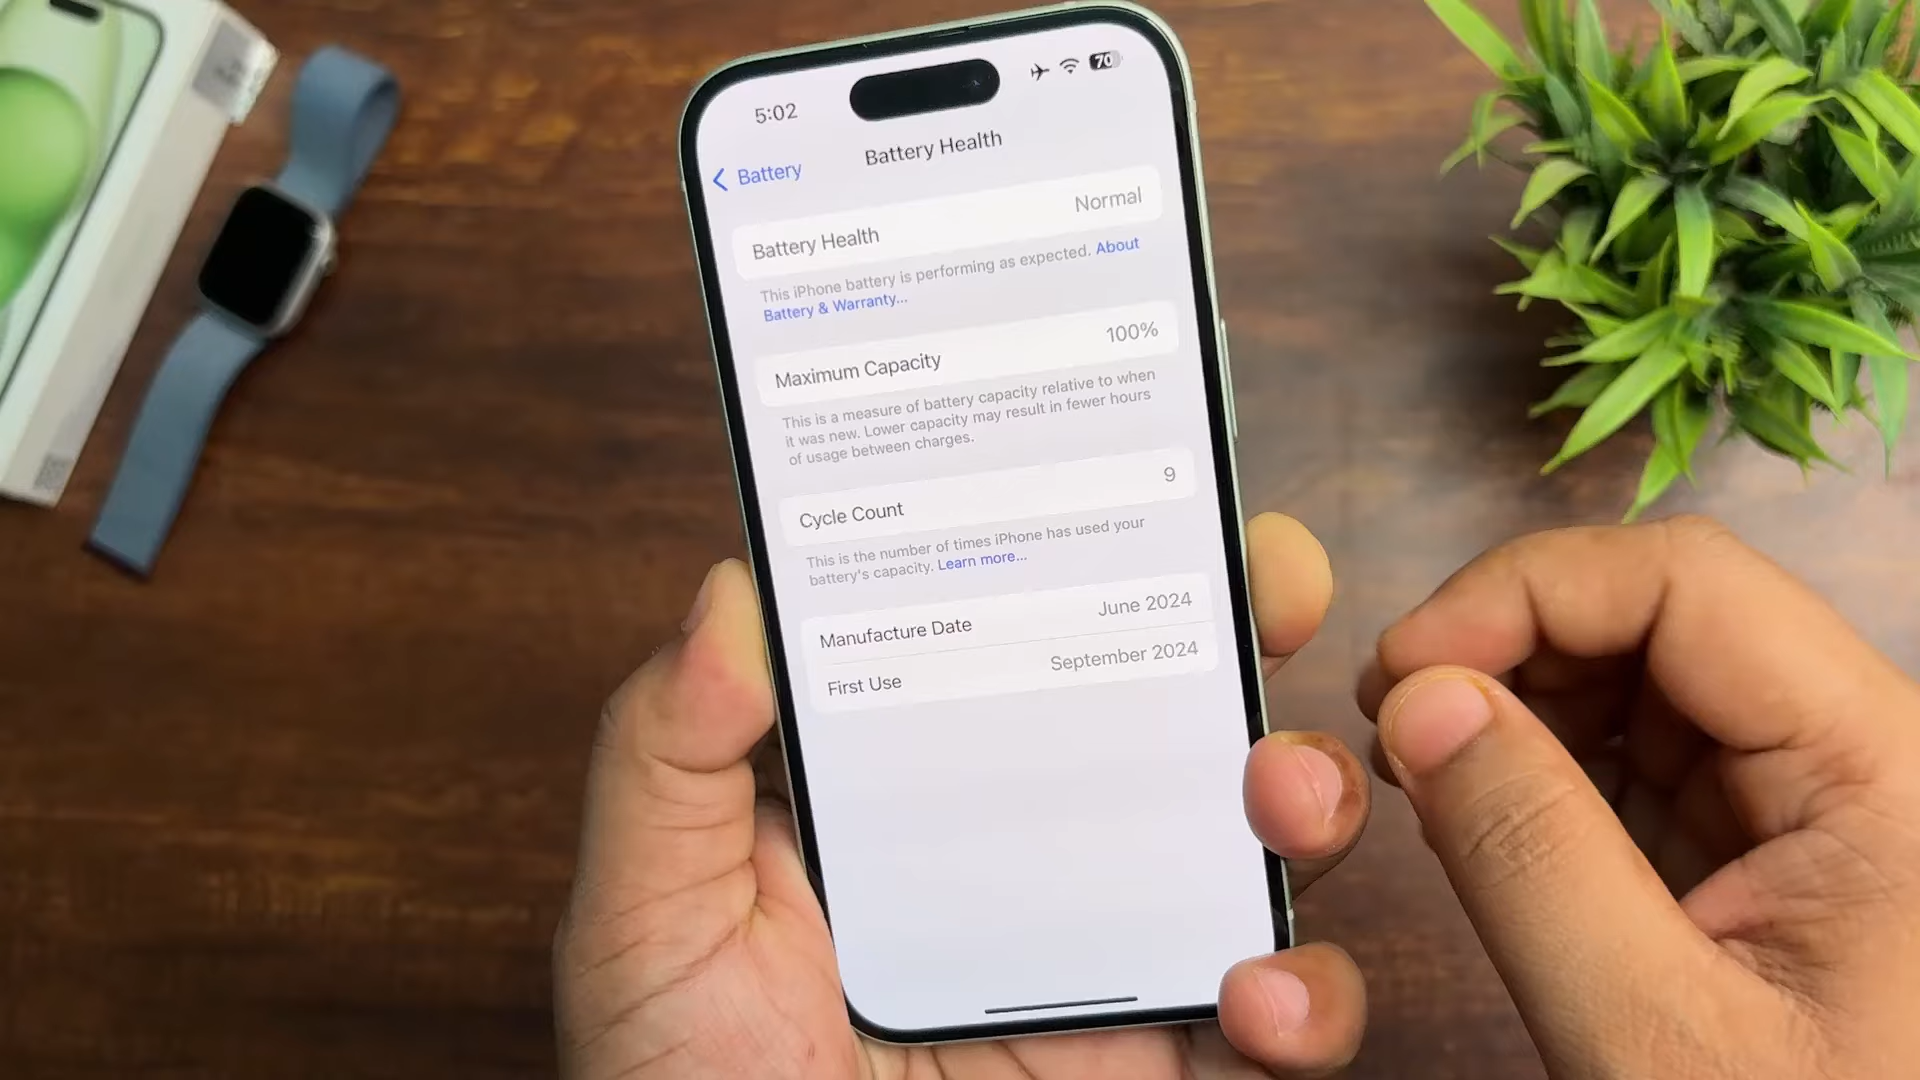 5:02
70
Battery
Battery Health
Battery Health
Normal
This iPhone battery is performing as expected. About
Battery & Warranty...
Maximum Capacity
100%
This is a measure of battery capacity relative to when
it was new. Lower capacity may result in fewer hours
of usage between charges.
Cycle Count
9
This is the number of times iPhone has used your
battery's capacity. Learn more...
Manufacture Date
June 2024
First Use
September 2024